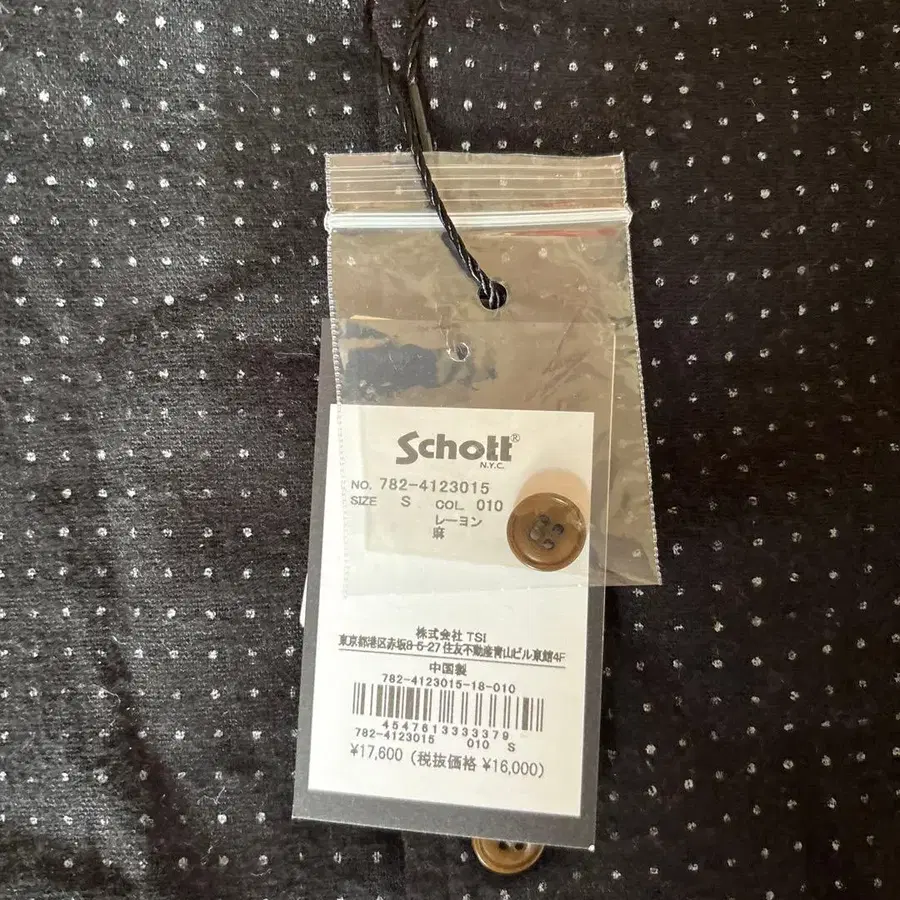 Schott®
N.Y.C.
NO. 782-4123015
SIZE S COL 010
レーヨン
麻
株式会社 TSI
東京都港区赤坂8-5-27 住友不動産青山ビル東館4F
中国製
782-4123015-18-010
4547613333379
782-4123015 010 S
¥17,600 (税抜価格 ¥16,000)